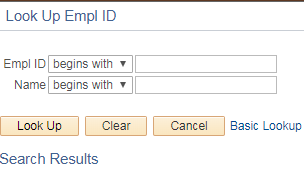 Look Up Empl ID
Empl ID begins with ▼
Name begins with ▼
Look Up Clear Cancel Basic Lookup
Search Results